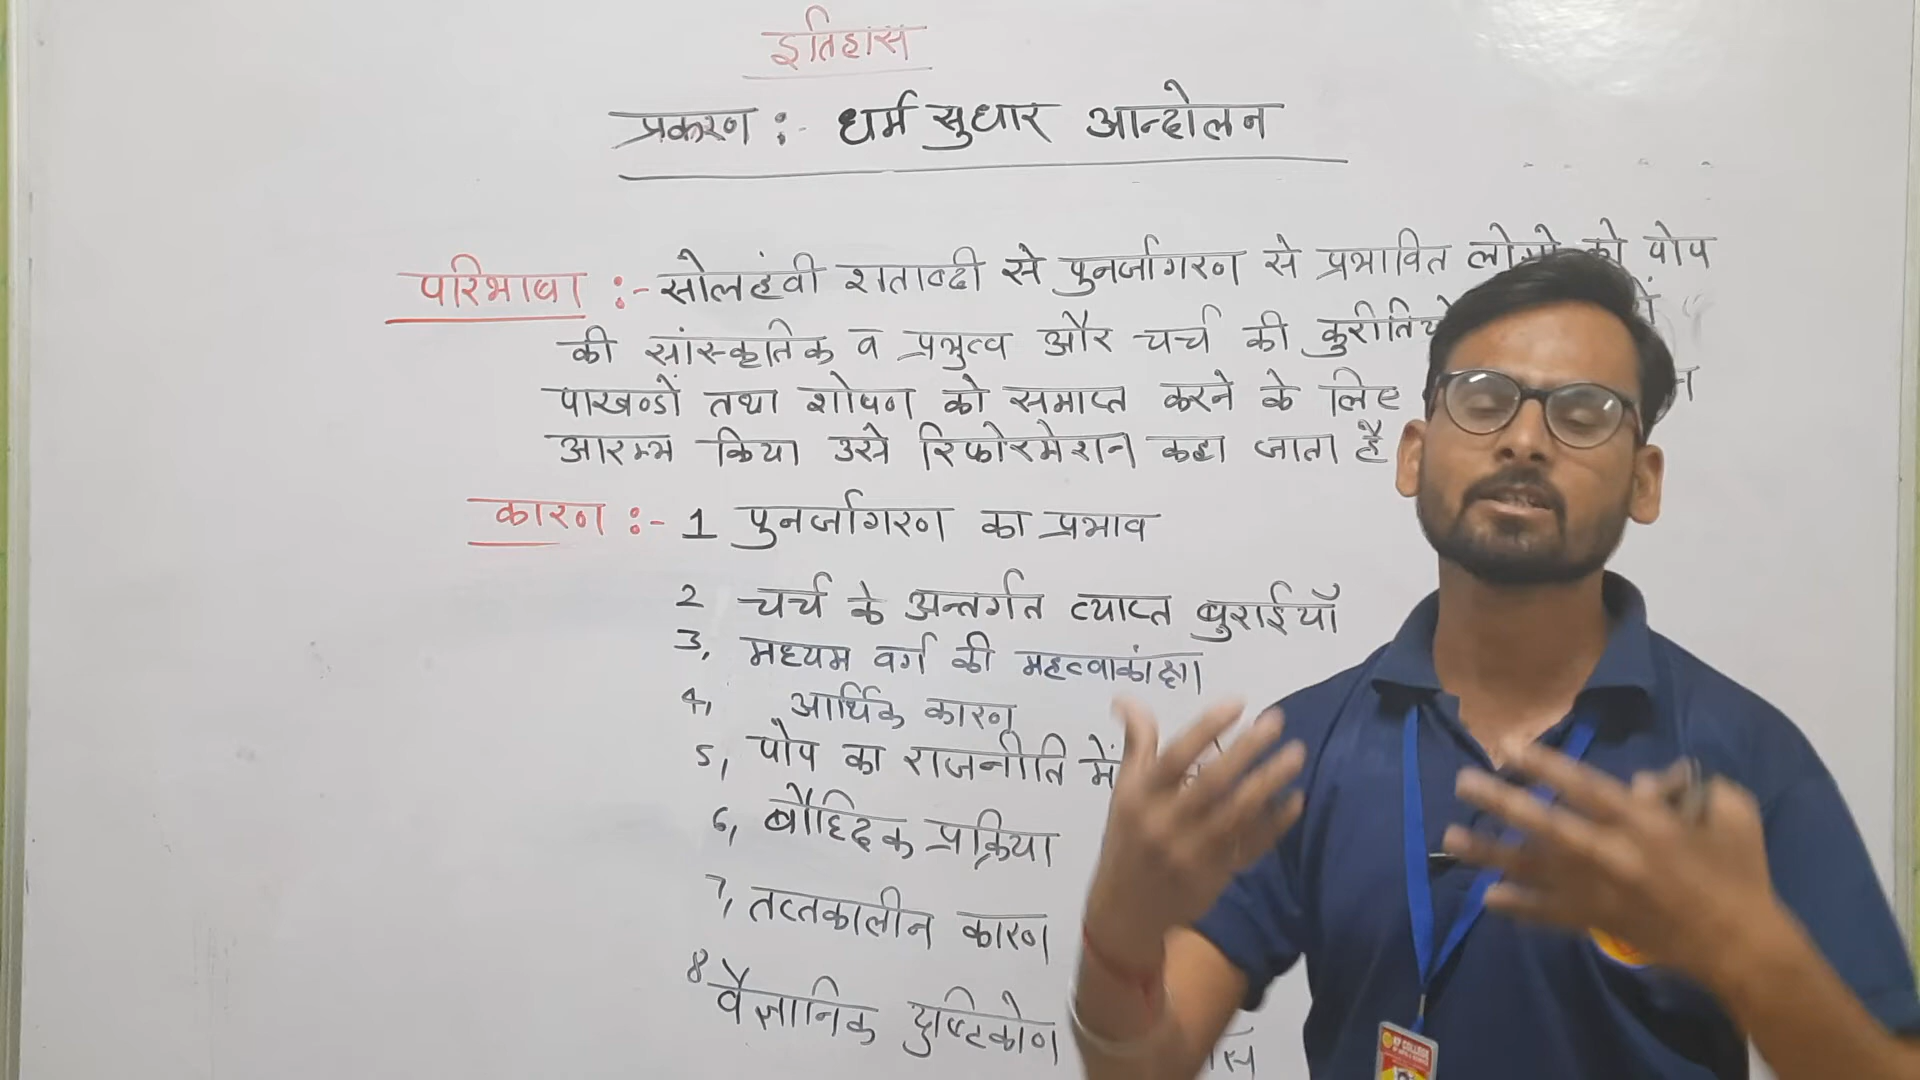 इतिहास
प्रकरण :- धर्म सुधार आन्दोलन
परिभाषा :- सोलहंवी शताब्दी से पुनर्जागरण से प्रभावित लोगो को पोप
की सांस्कृतिक व प्रभुत्व और चर्च की
पाखण्डों तथा शोषण को समाप्त करने के लिए
आरम्भ किया उसे रिफोरमेशन कहा जाता है
कारण :- 1 पुनर्जागरण का प्रभाव
2 चर्च के अन्तर्गत व्याप्त बुराईयाँ
3, मध्यम वर्ग की महत्वाकांक्षा
4, आर्थिक कारण
5, पोप का राजनीति में
6, बौद्दिक प्रक्रिया
7, तत्तकालीन कारण
8 वैज्ञानिक दृष्टिकोण